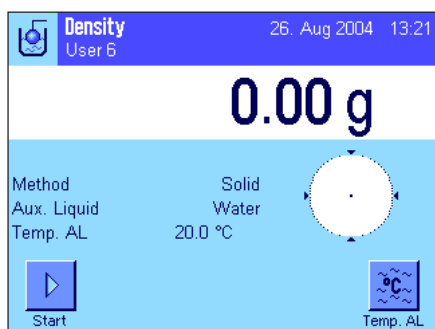 Density 26. Aug 2004 13:21
User 6
0.00 g
Method Solid
Aux. Liquid Water
Temp. AL 20.0 °C
°C
Start Temp. AL